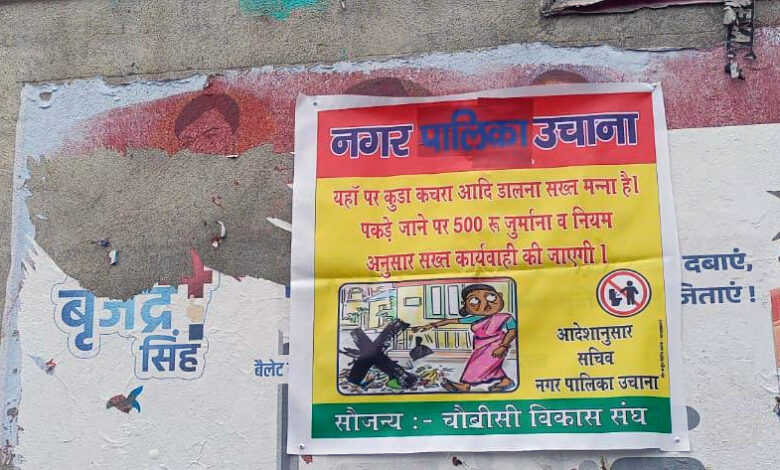 नगर पालिका उचाना
यहाँ पर कुडा कचरा आदि डालना सख्त मन्ना है।
पकड़े जाने पर 500 रू जुर्माना व नियम
अनुसार सख्त कार्यवाही की जाएगी।
आदेशानुसार
सचिव
नगर पालिका उचाना
सौजन्य :- चौबीसी विकास संघ
बृजेंद्र
सिंह
बैलेट
दबाएं,
जिताएं !